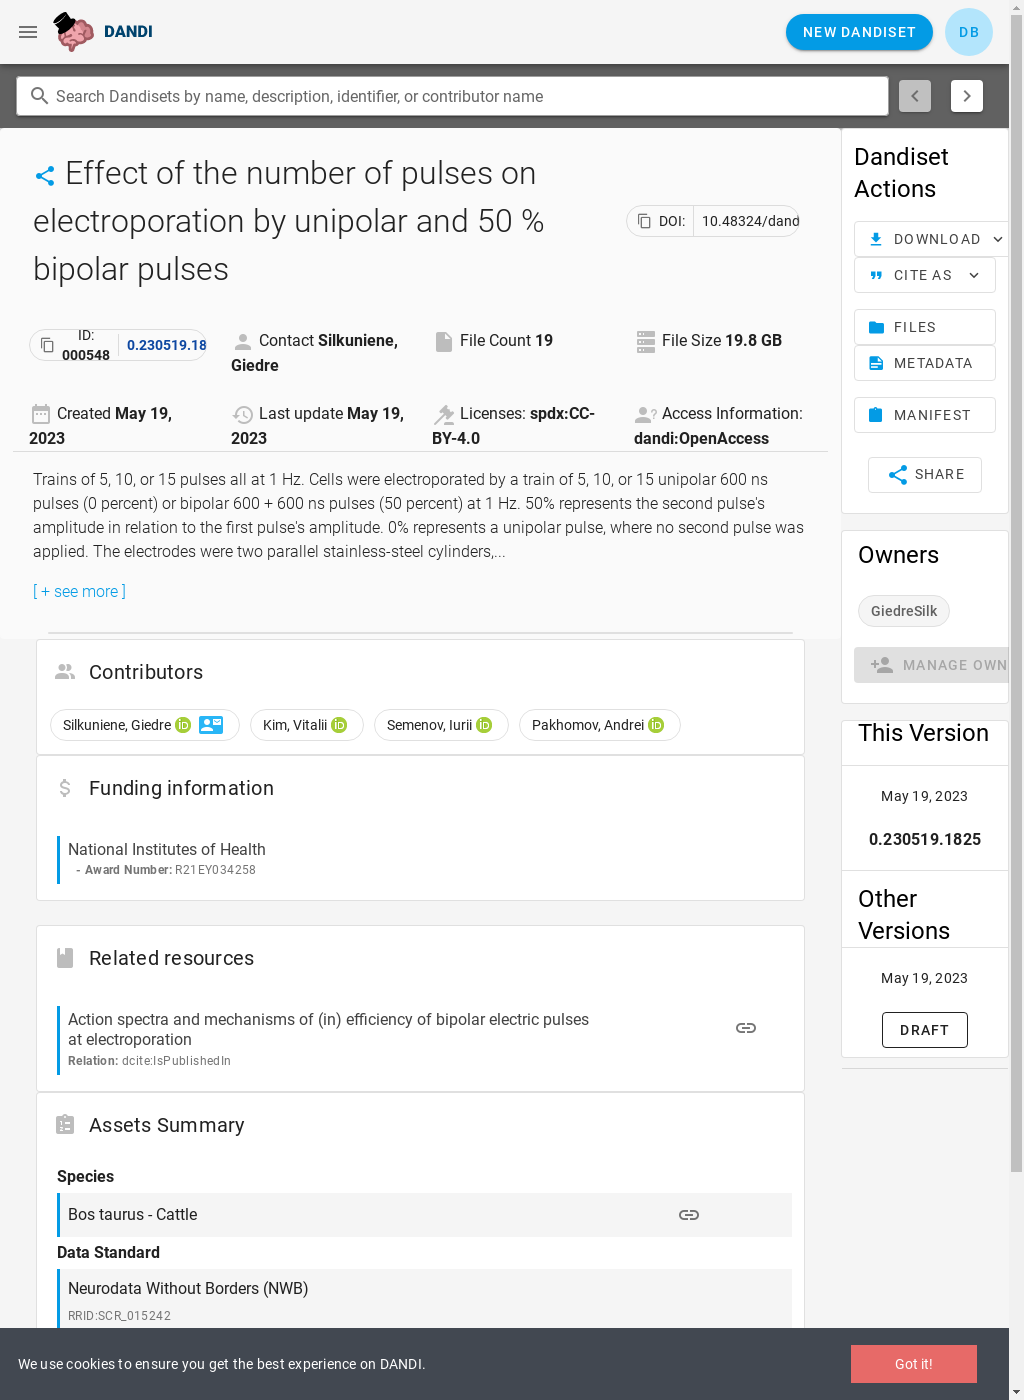 DANDI
NEW DANDISET
DB
Search Dandisets by name, description, identifier, or contributor name
Effect of the number of pulses on
electroporation by unipolar and 50 %
bipolar pulses
DOI:
10.48324/dand
ID:
000548
0.230519.18
Contact Silkuniene,
Giedre
File Count 19
File Size 19.8 GB
Created May 19,
2023
Last update May 19,
2023
Licenses: spdx:CC-
BY-4.0
Access Information:
dandi:OpenAccess
Trains of 5, 10, or 15 pulses all at 1 Hz. Cells were electroporated by a train of 5, 10, or 15 unipolar 600 ns
pulses (0 percent) or bipolar 600 + 600 ns pulses (50 percent) at 1 Hz. 50% represents the second pulse's
amplitude in relation to the first pulse's amplitude. 0% represents a unipolar pulse, where no second pulse was
applied. The electrodes were two parallel stainless-steel cylinders,...
[ + see more ]
Contributors
Silkuniene, Giedre iD
Kim, Vitalii iD
Semenov, Iurii iD
Pakhomov, Andrei iD
Funding information
National Institutes of Health
- Award Number: R21EY034258
Related resources
Action spectra and mechanisms of (in) efficiency of bipolar electric pulses
at electroporation
Relation: dcite:IsPublishedIn
Assets Summary
Species
Bos taurus - Cattle
Data Standard
Neurodata Without Borders (NWB)
RRID:SCR_015242
Dandiset
Actions
DOWNLOAD
CITE AS
FILES
METADATA
MANIFEST
SHARE
Owners
GiedreSilk
MANAGE OWN
This Version
May 19, 2023
0.230519.1825
Other
Versions
May 19, 2023
DRAFT
We use cookies to ensure you get the best experience on DANDI.
Got it!